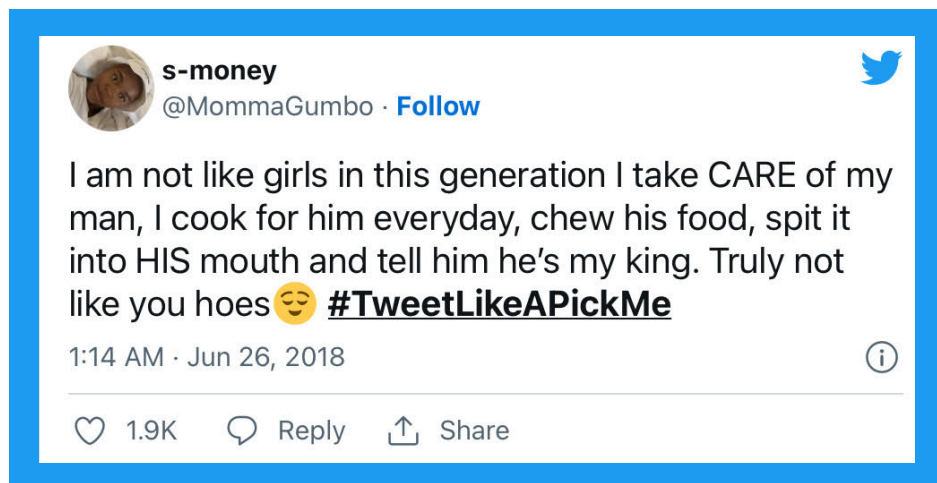 s-money
@MommaGumbo · Follow
I am not like girls in this generation I take CARE of my
man, I cook for him everyday, chew his food, spit it
into HIS mouth and tell him he’s my king. Truly not
like you hoes😌 #TweetLikeAPickMe
1:14 AM · Jun 26, 2018
1.9K Reply Share